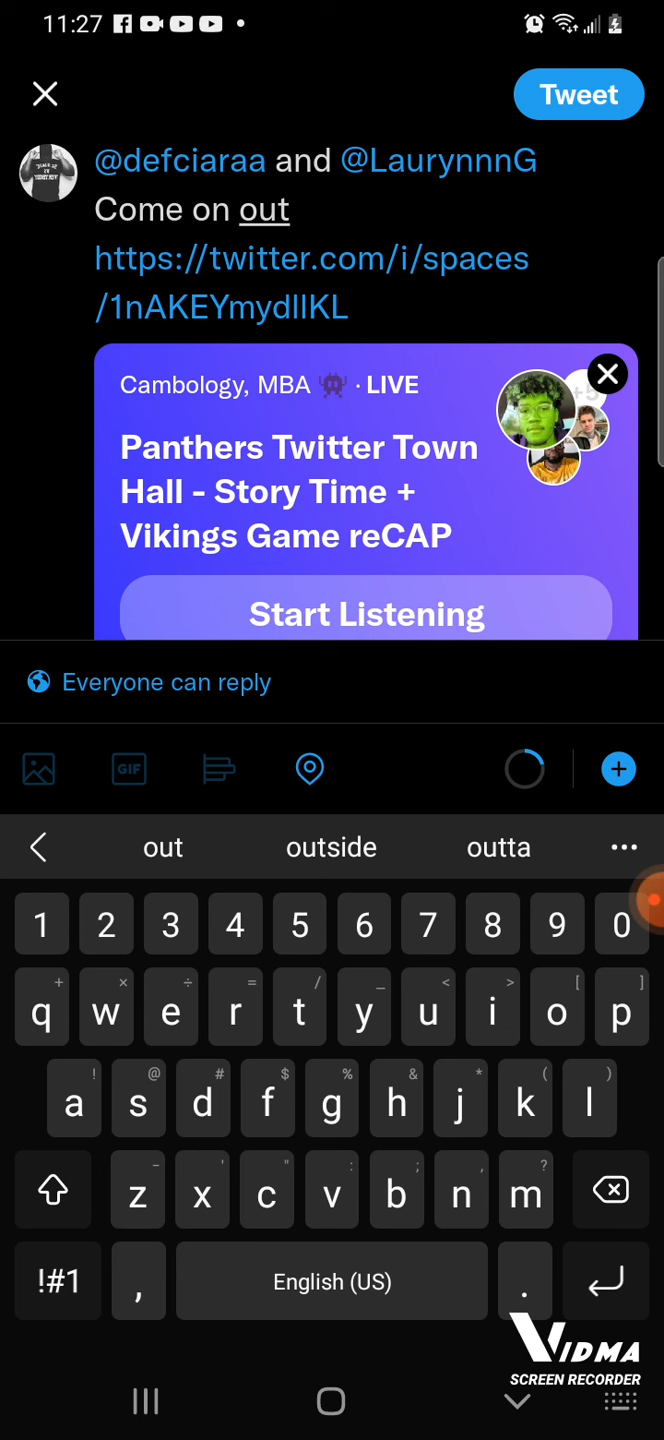 11:27
Tweet
@defciaraa and @LaurynnnG
Come on out
https://twitter.com/i/spaces
/1nAKEYmydIlKL
Cambology, MBA · LIVE
+5
Panthers Twitter Town
Hall - Story Time +
Vikings Game reCAP
Start Listening
Everyone can reply
GIF
out outside outta
1 2 3 4 5 6 7 8 9 0
+ × ÷ = / _ < > [ ]
q w e r t y u i o p
! @ # $ % & * ( )
a s d f g h j k l
- ' " : ; , ?
z x c v b n m
!#1 , English (US) .
VIDMA
SCREEN RECORDER